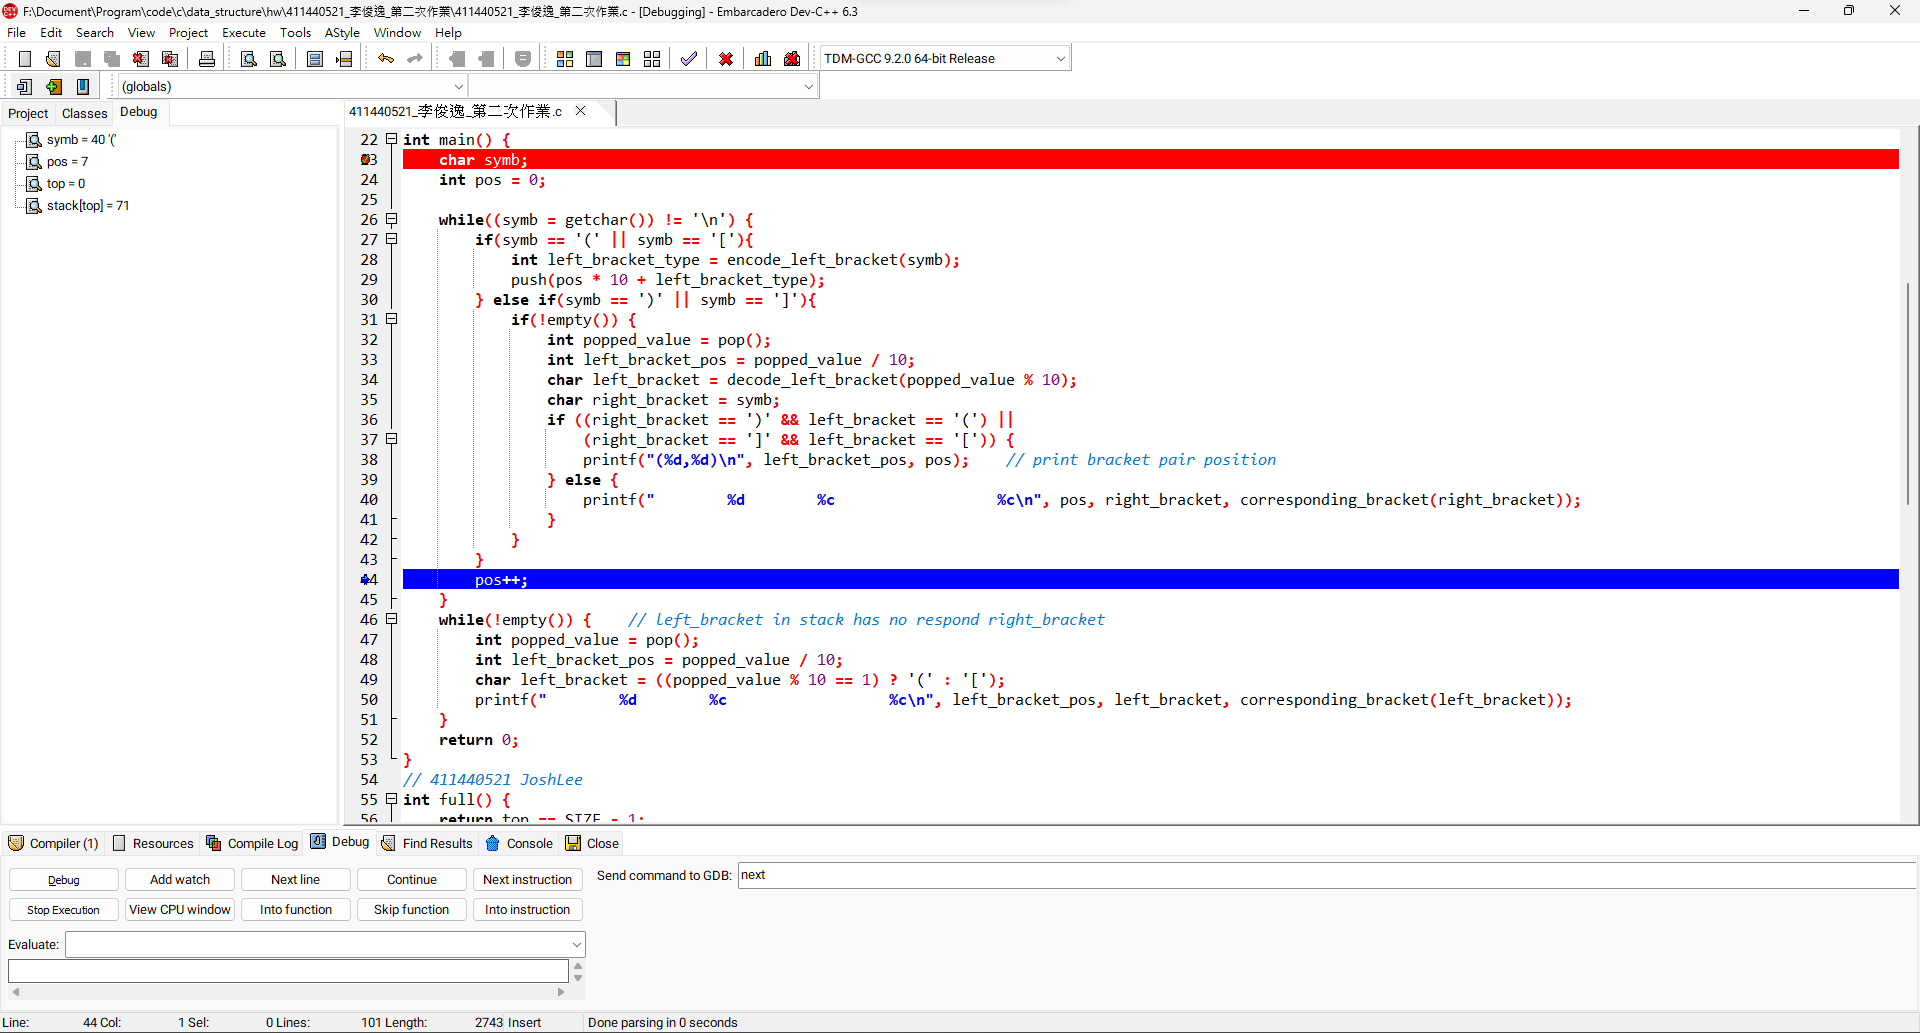 F:\Document\Program\code\c\data_structure\hw\411440521_李俊逸_第二次作業\411440521_李俊逸_第二次作業.c - [Debugging] - Embarcadero Dev-C++ 6.3
File Edit Search View Project Execute Tools AStyle Window Help
TDM-GCC 9.2.0 64-bit Release
(globals)
Project Classes Debug
411440521_李俊逸_第二次作業.c
symb = 40 '('
pos = 7
top = 0
stack[top] = 71
22 int main() {
23     char symb;
24     int pos = 0;
25
26     while((symb = getchar()) != '\n') {
27         if(symb == '(' || symb == '['){
28             int left_bracket_type = encode_left_bracket(symb);
29             push(pos * 10 + left_bracket_type);
30         } else if(symb == ')' || symb == ']'){
31             if(!empty()) {
32                 int popped_value = pop();
33                 int left_bracket_pos = popped_value / 10;
34                 char left_bracket = decode_left_bracket(popped_value % 10);
35                 char right_bracket = symb;
36                 if ((right_bracket == ')' && left_bracket == '(') ||
37                     (right_bracket == ']' && left_bracket == '[')) {
38                     printf("(%d,%d)\n", left_bracket_pos, pos);    // print bracket pair position
39                 } else {
40                     printf("        %d        %c                  %c\n", pos, right_bracket, corresponding_bracket(right_bracket));
41                 }
42             }
43         }
44         pos++;
45     }
46     while(!empty()) {    // left_bracket in stack has no respond right_bracket
47         int popped_value = pop();
48         int left_bracket_pos = popped_value / 10;
49         char left_bracket = ((popped_value % 10 == 1) ? '(' : '[');
50         printf("        %d        %c                  %c\n", left_bracket_pos, left_bracket, corresponding_bracket(left_bracket));
51     }
52     return 0;
53 }
54 // 411440521 JoshLee
55 int full() {
56     return top == SIZE - 1;
Compiler (1) Resources Compile Log Debug Find Results Console Close
Debug Add watch Next line Continue Next instruction
Send command to GDB: next
Stop Execution View CPU window Into function Skip function Into instruction
Evaluate:
Line: 44 Col: 1 Sel: 0 Lines: 101 Length: 2743 Insert Done parsing in 0 seconds